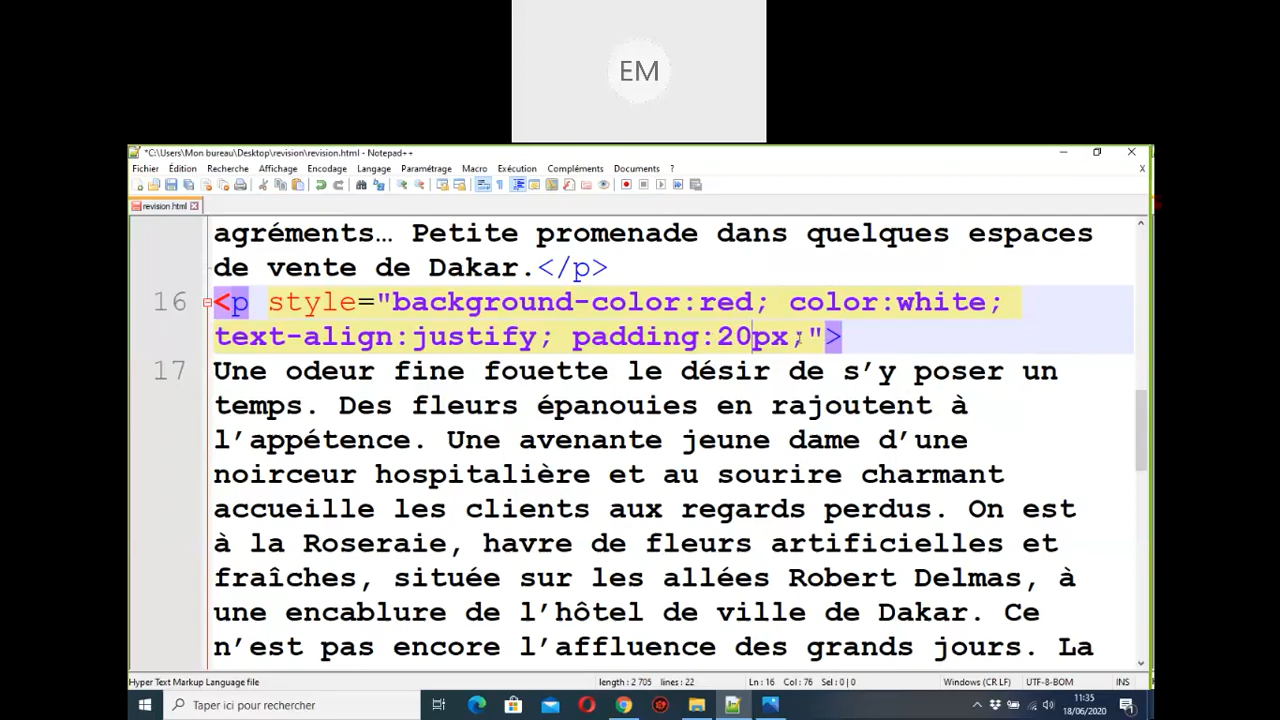 EM
*C:\Users\Mon bureau\Desktop\revision\revision.html - Notepad++
Fichier Édition Recherche Affichage Encodage Langage Paramétrage Macro Exécution Compléments Documents ? X
revision.html
agréments… Petite promenade dans quelques espaces
de vente de Dakar.</p>
16 <p style="background-color:red; color:white;
text-align:justify; padding:20px;">
17 Une odeur fine fouette le désir de s’y poser un
temps. Des fleurs épanouies en rajoutent à
l’appétence. Une avenante jeune dame d’une
noirceur hospitalière et au sourire charmant
accueille les clients aux regards perdus. On est
à la Roseraie, havre de fleurs artificielles et
fraîches, située sur les allées Robert Delmas, à
une encablure de l’hôtel de ville de Dakar. Ce
n’est pas encore l’affluence des grands jours. La
Hyper Text Markup Language file length : 2 705 lines : 22 Ln : 16 Col : 76 Sel : 0 | 0 Windows (CR LF) UTF-8-BOM INS
Taper ici pour rechercher 11:35
18/06/2020